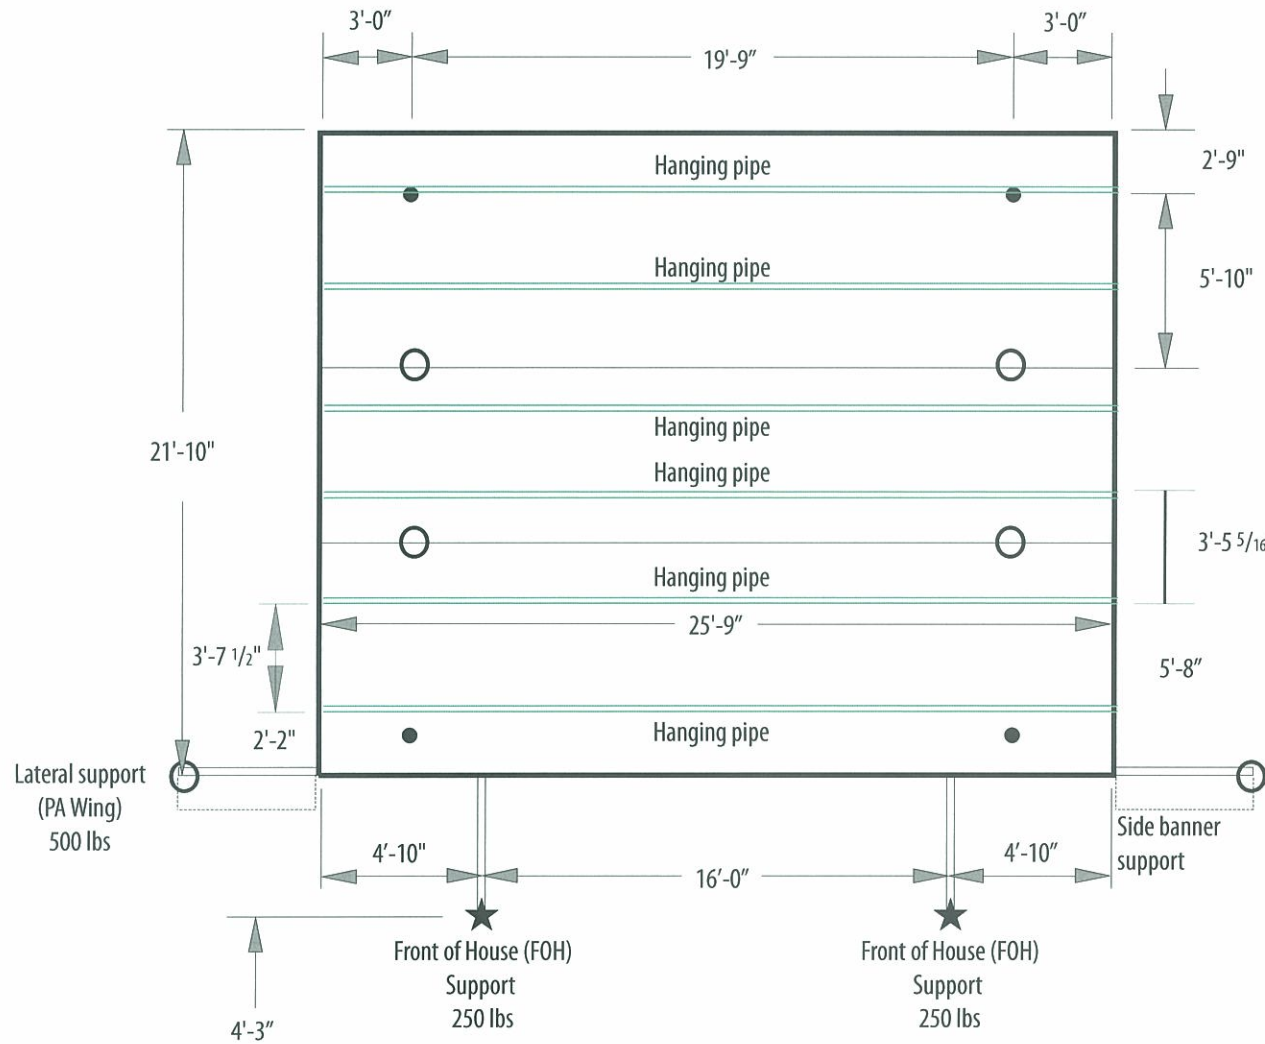 3'-0”
19'-9”
3'-0”
2'-9"
Hanging pipe
Hanging pipe
5'-10"
Hanging pipe
21'-10"
Hanging pipe
3'-5 5/16
Hanging pipe
25'-9”
3'-7 1/2"
5'-8”
Hanging pipe
2'-2"
Lateral support
(PA Wing)
500 lbs
Side banner
support
4'-10"
16'-0”
4'-10”
Front of House (FOH)
Support
250 lbs
Front of House (FOH)
Support
250 lbs
4'-3”